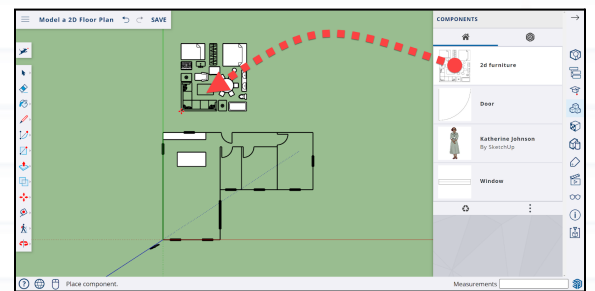 Model a 2D Floor Plan
SAVE
COMPONENTS
2d furniture
Door
Katherine Johnson
By SketchUp
Window
Place component.
Measurements